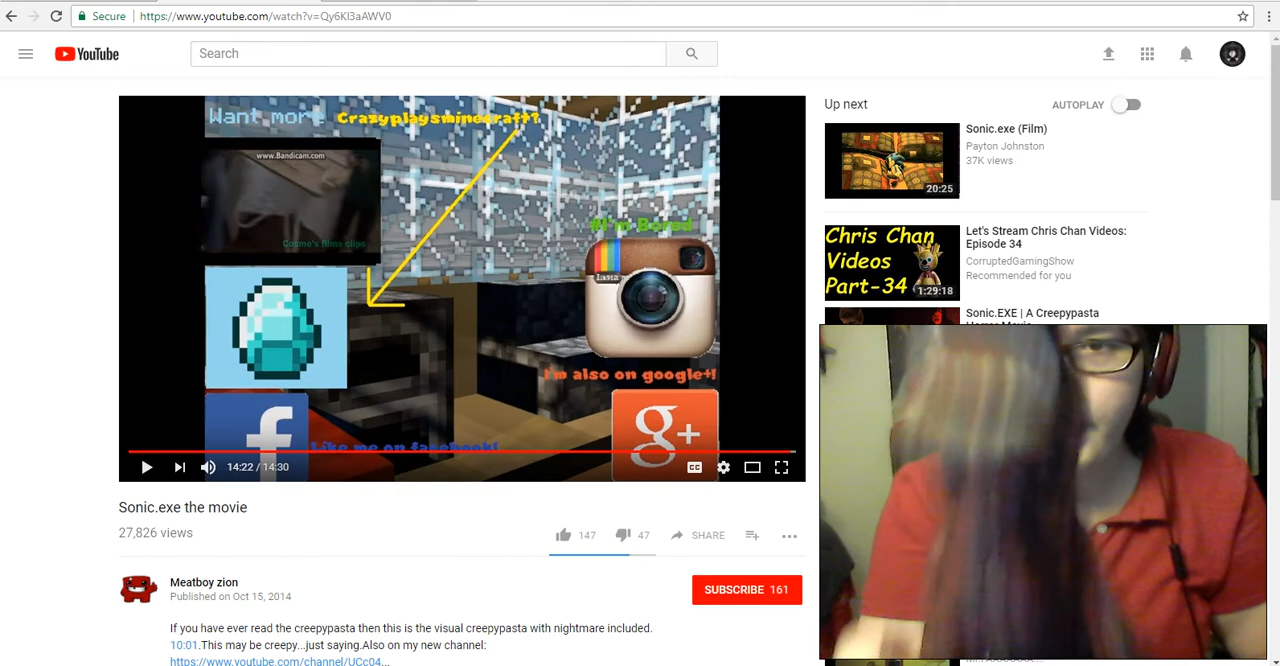 Secure
https://www.youtube.com/watch?v=Qy6Kl3aAWV0
YouTube
Search
Want more Crazyplaysminecraft?
www.Bandicam.com
Cosmo's films clips
#I'm Bored
Insta
I'm also on google+!
g+
f
Like me on facebook!
14:22 / 14:30
CC
Sonic.exe the movie
27,826 views
147
47
SHARE
Meatboy zion
Published on Oct 15, 2014
SUBSCRIBE 161
If you have ever read the creepypasta then this is the visual creepypasta with nightmare included.
10:01.This may be creepy...just saying.Also on my new channel:
https://www.youtube.com/channel/UCc04...
Up next
AUTOPLAY
Sonic.exe (Film)
Payton Johnston
37K views
20:25
Chris Chan
Videos
Part-34
1:29:18
Let's Stream Chris Chan Videos:
Episode 34
CorruptedGamingShow
Recommended for you
Sonic.EXE | A Creepypasta